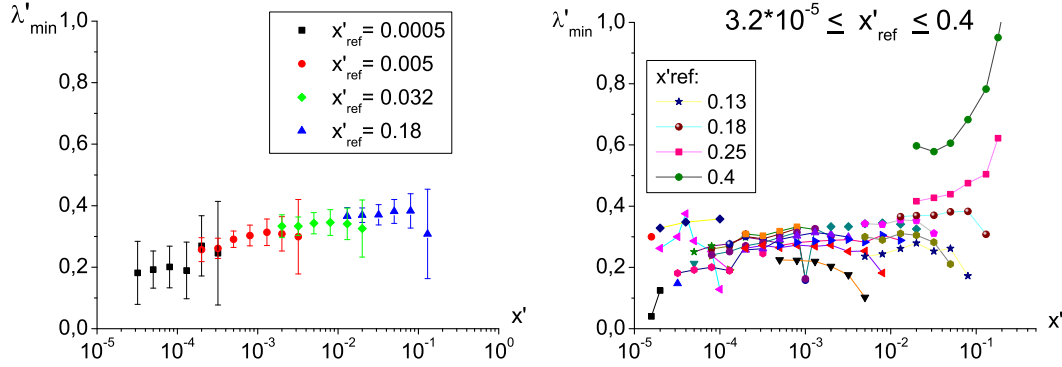 λ'min
1,0
0,8
0,6
0,4
0,2
0,0
10-5
10-4
10-3
10-2
10-1
100
x'
x'ref= 0.0005
x'ref= 0.005
x'ref= 0.032
x'ref= 0.18
λ'min
3.2*10-5 ≤ x'ref ≤ 0.4
1,0
0,8
0,6
0,4
0,2
0,0
10-5
10-4
10-3
10-2
10-1
x'
x'ref:
0.13
0.18
0.25
0.4